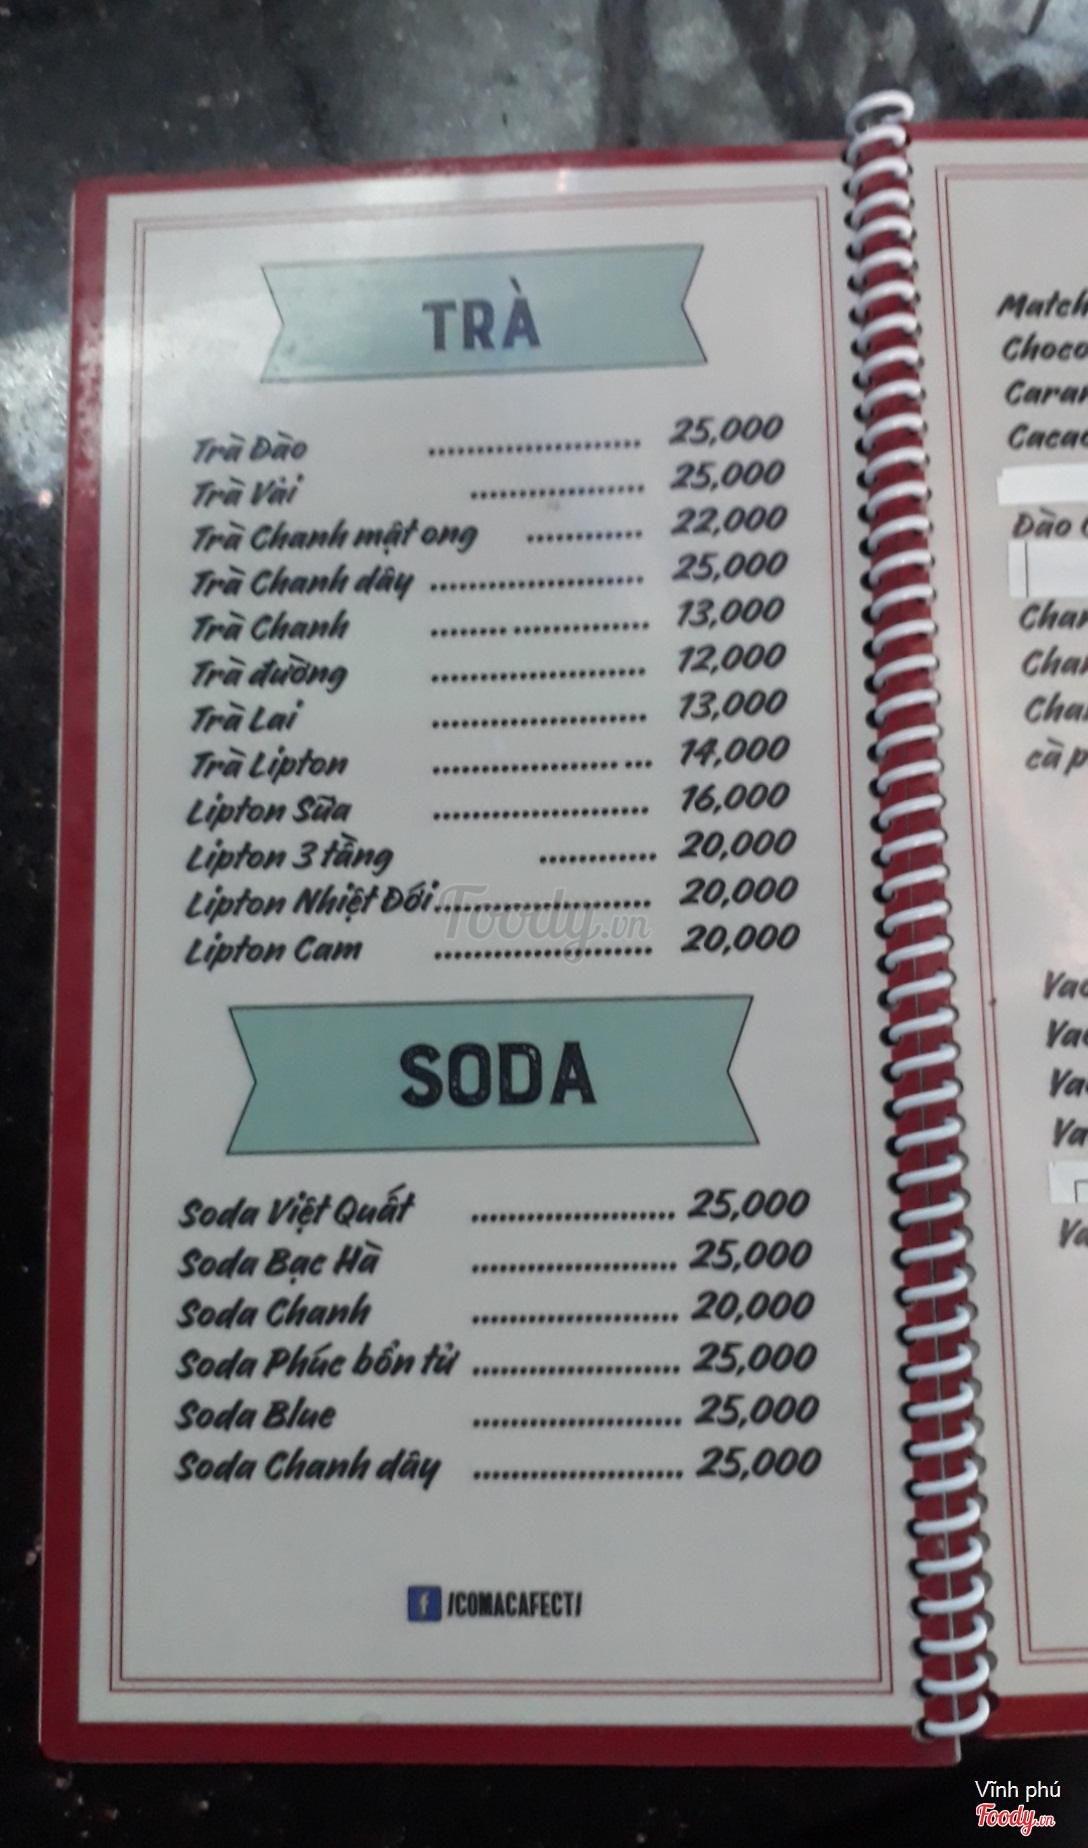 TRÀ
Trà Đào ..................... 25,000
Trà Vải ................. 25,000
Trà Chanh mật ong ............ 22,000
Trà Chanh dây ..................... 25,000
Trà Chanh ..................... 13,000
Trà đường ..................... 12,000
Trà Lai ..................... 13,000
Trà Lipton ..................... 14,000
Lipton Sữa ..................... 16,000
Lipton 3 tầng ............ 20,000
Lipton Nhiệt Đới ..................... 20,000
Lipton Cam ..................... 20,000
Foody.vn
SODA
Soda Việt Quất ..................... 25,000
Soda Bạc Hà ..................... 25,000
Soda Chanh ..................... 20,000
Soda Phúc bồn tử ..................... 25,000
Soda Blue ..................... 25,000
Soda Chanh dây ..................... 25,000
f /COMACAFECT/
Đào
cà p
Vĩnh phú
Foody.vn